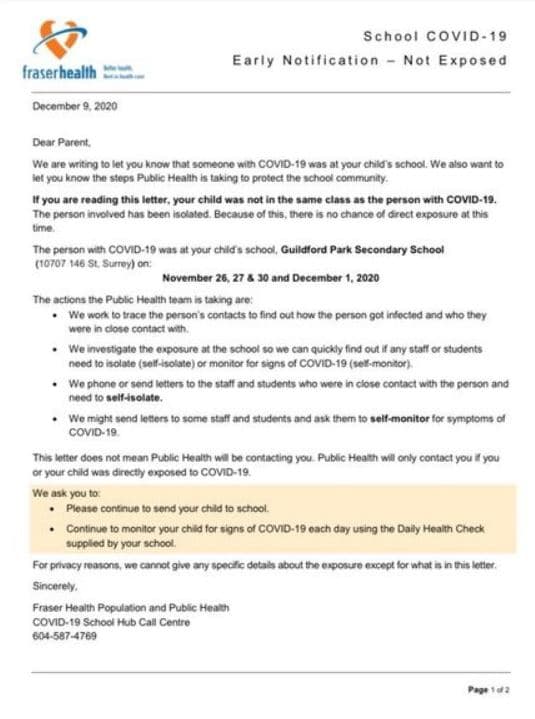 School COVID-19
Early Notification – Not Exposed
fraserhealth
Better health.
Best in health care.
December 9, 2020
Dear Parent,
We are writing to let you know that someone with COVID-19 was at your child's school. We also want to
let you know the steps Public Health is taking to protect the school community.
If you are reading this letter, your child was not in the same class as the person with COVID-19.
The person involved has been isolated. Because of this, there is no chance of direct exposure at this
time.
The person with COVID-19 was at your child's school, Guildford Park Secondary School
(10707 146 St, Surrey) on:
November 26, 27 & 30 and December 1, 2020
The actions the Public Health team is taking are:
• We work to trace the person's contacts to find out how the person got infected and who they
were in close contact with.
• We investigate the exposure at the school so we can quickly find out if any staff or students
need to isolate (self-isolate) or monitor for signs of COVID-19 (self-monitor).
• We phone or send letters to the staff and students who were in close contact with the person and
need to self-isolate.
• We might send letters to some staff and students and ask them to self-monitor for symptoms of
COVID-19.
This letter does not mean Public Health will be contacting you. Public Health will only contact you if you
or your child was directly exposed to COVID-19.
We ask you to:
• Please continue to send your child to school.
• Continue to monitor your child for signs of COVID-19 each day using the Daily Health Check
supplied by your school.
For privacy reasons, we cannot give any specific details about the exposure except for what is in this letter.
Sincerely,
Fraser Health Population and Public Health
COVID-19 School Hub Call Centre
604-587-4769
Page 1 of 2